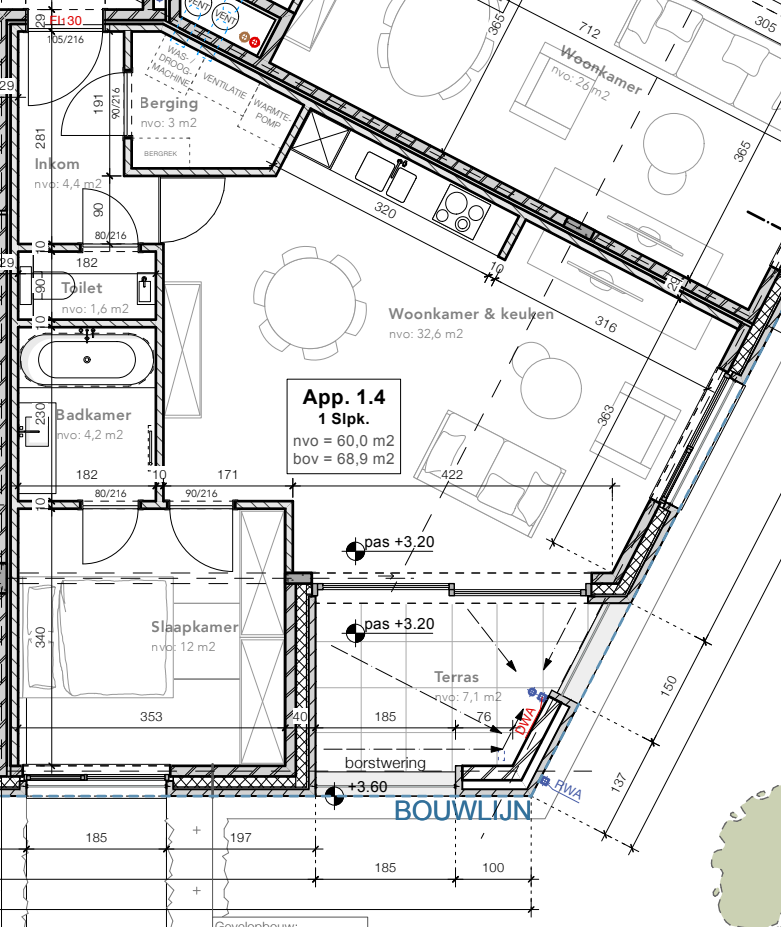 29
EI 30
105/216
VENT
VENT
365
712
305
Woonkamer
nvo: 26 m2
WAS-/
DROOG-
MACHINE
VENTILATIE
WARMTE-
POMP
29
191
90/216
Berging
nvo: 3 m2
281
BERGREK
Inkom
nvo: 4,4 m2
365
90
320
80/216
10
29
182
10
29
Toilet
nvo: 1,6 m2
90
Woonkamer & keuken
nvo: 32,6 m2
316
10
App. 1.4
1 Slpk.
nvo = 60,0 m2
bov = 68,9 m2
363
230
Badkamer
nvo: 4,2 m2
182
10
171
422
80/216
90/216
10
pas +3.20
pas +3.20
340
Slaapkamer
nvo: 12 m2
Terras
nvo: 7,1 m2
150
353
40
185
76
DWA
borstwering
137
+3.60
RWA
BOUWLIJN
185
197
185
100
Gevelopbouw: